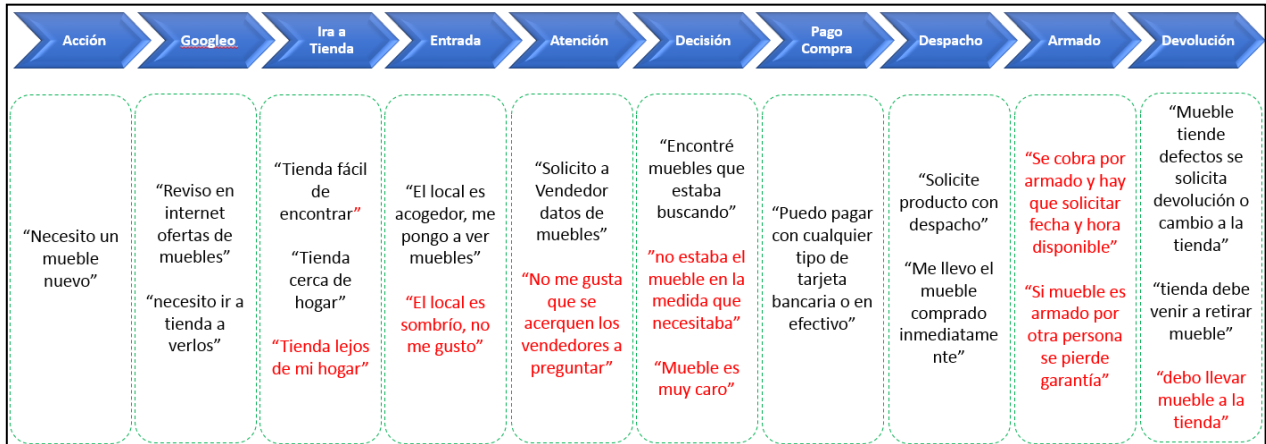 Acción
Googleo
Ira a
Tienda
Entrada
Atención
Decisión
Pago
Compra
Despacho
Armado
Devolución
“Necesito un
mueble
nuevo”
“Reviso en
internet
ofertas de
muebles”
“necesito ir a
tienda a
verlos”
“Tienda fácil
de
encontrar”
“Tienda
cerca de
hogar”
“Tienda lejos
de mi hogar”
“El local es
acogedor, me
pongo a ver
muebles”
“El local es
sombrío, no
me gusto”
“Solicito a
Vendedor
datos de
muebles”
“No me gusta
que se
acerquen los
vendedores a
preguntar”
“Encontré
muebles que
estaba
buscando”
”no estaba el
mueble en la
medida que
necesitaba”
”Mueble es
muy caro”
“Puedo pagar
con cualquier
tipo de
tarjeta
bancaria o en
efectivo”
“Solicite
producto con
despacho”
“Me llevo el
mueble
comprado
inmediatame
nte”
“Se cobra por
armado y hay
que solicitar
fecha y hora
disponible”
“Si mueble es
armado por
otra persona
se pierde
garantía”
“Mueble
tiende
defectos se
solicita
devolución o
cambio a la
tienda”
“tienda debe
venir a retirar
mueble”
“debo llevar
mueble a la
tienda”